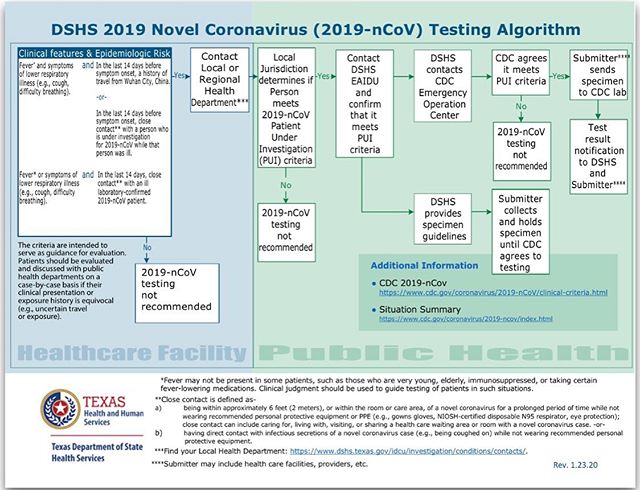 DSHS 2019 Novel Coronavirus (2019-nCoV) Testing Algorithm
Clinical features & Epidemiologic Risk
Fever* and symptoms
of lower respiratory
illness (e.g., cough,
difficulty breathing).
and
In the last 14 days before
symptom onset, a history of
travel from Wuhan City, China.
-or-
In the last 14 days before
symptom onset, close
contact** with a person who
is under investigation
for 2019-nCoV while that
person was ill.
Fever* or symptoms of
lower respiratory illness
(e.g., cough, difficulty
breathing).
and
In the last 14 days, close
contact** with an ill
laboratory-confirmed
2019-nCoV patient.
The criteria are intended to
serve as guidance for evaluation.
Patients should be evaluated
and discussed with public
health departments on a
case-by-case basis if their
clinical presentation or
exposure history is equivocal
(e.g., uncertain travel
or exposure).
No
2019-nCoV
testing
not
recommended
Yes
Contact
Local or
Regional
Health
Department***
Local
Jurisdiction
determines if
Person
meets
2019-nCoV
Patient
Under
Investigation
(PUI) criteria
No
2019-nCoV
testing
not
recommended
Yes
Contact
DSHS
EAIDU
and
confirm
that it
meets
PUI
criteria
DSHS
contacts
CDC
Emergency
Operation
Center
DSHS
provides
specimen
guidelines
CDC agrees
it meets
PUI criteria
No
2019-nCoV
testing not
recommended
Submitter
collects
and holds
specimen
until CDC
agrees to
testing
Yes
Submitter****
sends
specimen
to CDC lab
Test
result
notification
to DSHS
and
Submitter****
Additional Information
• CDC 2019-nCov
https://www.cdc.gov/coronavirus/2019-nCoV/clinical-criteria.html
• Situation Summary
https://www.cdc.gov/coronavirus/2019-ncov/index.html
Healthcare Facility
Public Health
TEXAS
Health and Human
Services
Texas Department of State
Health Services
*Fever may not be present in some patients, such as those who are very young, elderly, immunosuppressed, or taking certain
fever-lowering medications. Clinical judgment should be used to guide testing of patients in such situations.
**Close contact is defined as-
a) being within approximately 6 feet (2 meters), or within the room or care area, of a novel coronavirus for a prolonged period of time while not
wearing recommended personal protective equipment or PPE (e.g., gowns gloves, NIOSH-certified disposable N95 respirator, eye protection);
close contact can include caring for, living with, visiting, or sharing a health care waiting area or room with a novel coronavirus case. -or-
b) having direct contact with infectious secretions of a novel coronavirus case (e.g., being coughed on) while not wearing recommended personal
protective equipment.
***Find your Local Health Department: https://www.dshs.texas.gov/idcu/investigation/conditions/contacts/.
****Submitter may include health care facilities, providers, etc.
Rev. 1.23.20